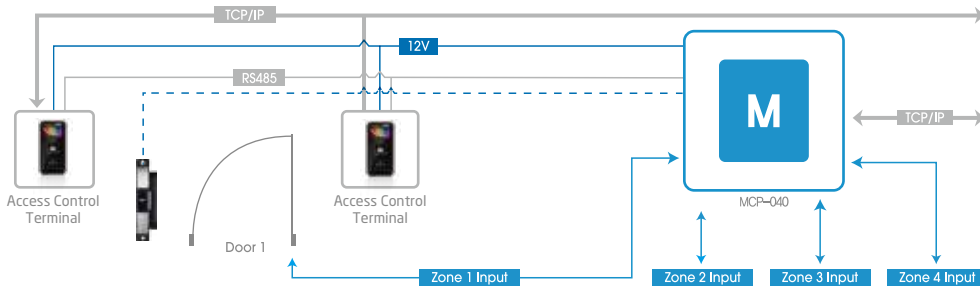 TCP/IP
12V
RS485
M
TCP/IP
Access Control
Terminal
Access Control
Terminal
MCP-040
Door 1
Zone 1 Input
Zone 2 Input
Zone 3 Input
Zone 4 Input